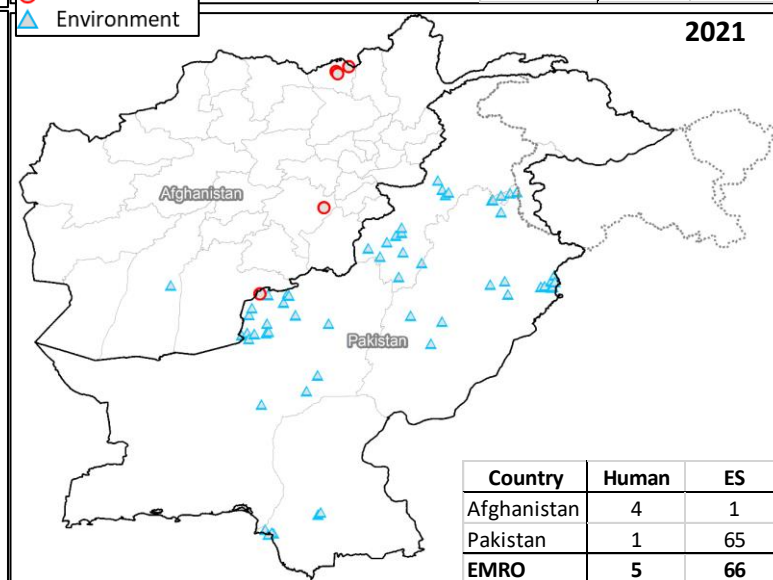 Environment
2021
Afghanistan
Pakistan
Country Human ES
Afghanistan 4 1
Pakistan 1 65
EMRO 5 66